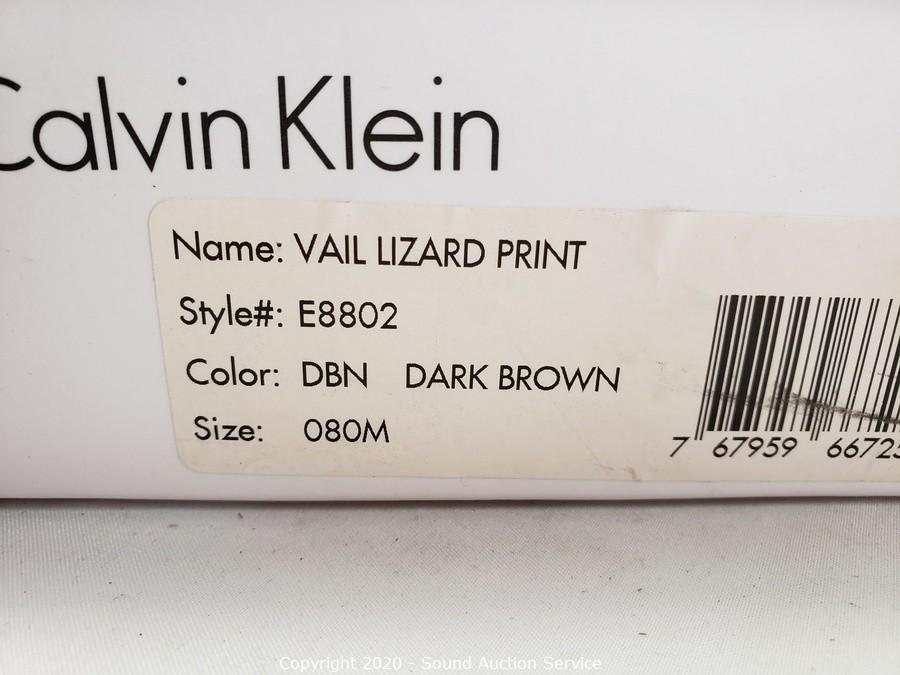 Calvin Klein
Name: VAIL LIZARD PRINT
Style#: E8802
Color: DBN DARK BROWN
Size: 080M
7 67959 66725
Copyright 2020 - Sound Auction Service